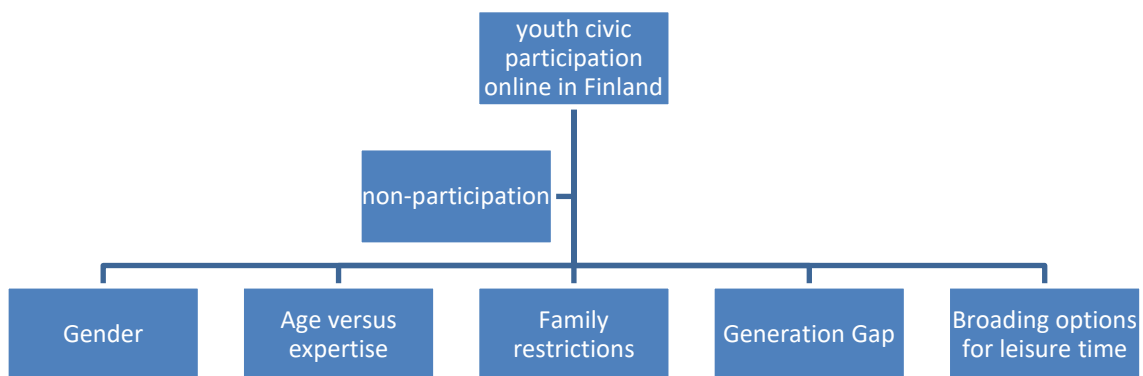 youth civic
participation
online in Finland
non-participation
Gender
Age versus
expertise
Family
restrictions
Generation Gap
Broading options
for leisure time